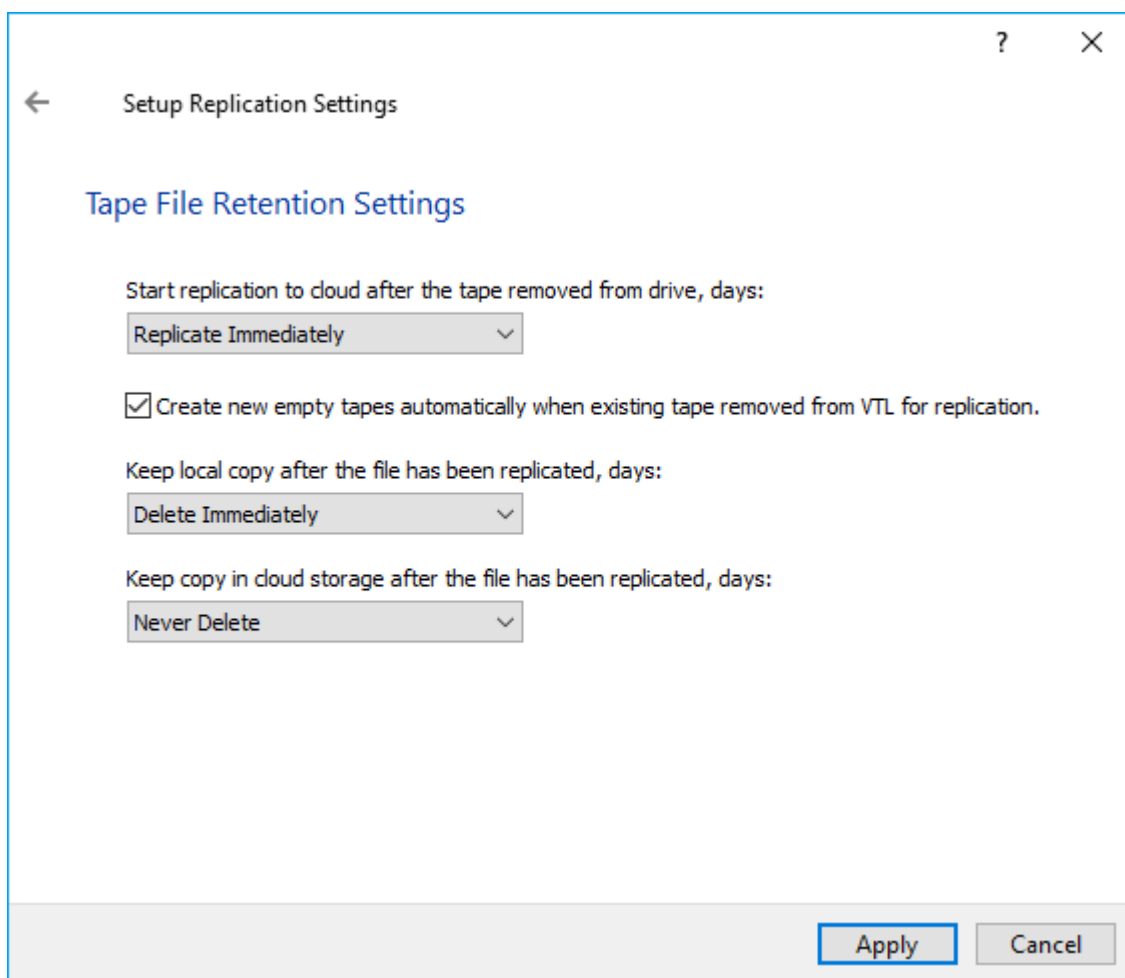 ?
Setup Replication Settings
Tape File Retention Settings
Start replication to cloud after the tape removed from drive, days:
Replicate Immediately
Create new empty tapes automatically when existing tape removed from VTL for replication.
Keep local copy after the file has been replicated, days:
Delete Immediately
Keep copy in cloud storage after the file has been replicated, days:
Never Delete
Apply Cancel